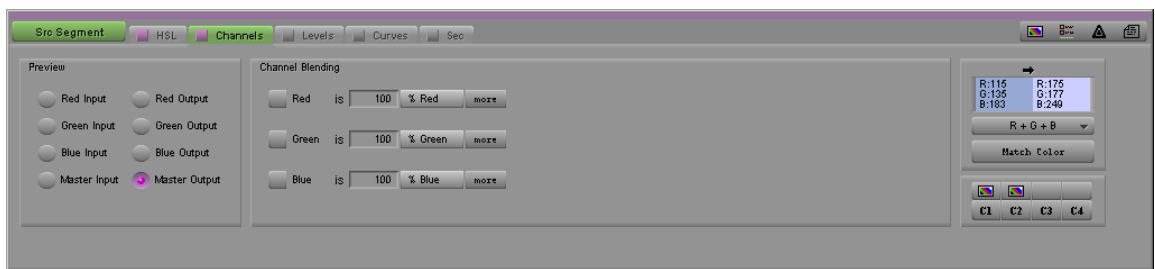 Src Segment HSL Channels Levels Curves Sec
Preview
Red Input Red Output
Green Input Green Output
Blue Input Blue Output
Master Input Master Output
Channel Blending
Red is 100 % Red more
Green is 100 % Green more
Blue is 100 % Blue more
R:115 R:175
G:135 G:177
B:183 B:249
R + G + B
Match Color
C1 C2 C3 C4